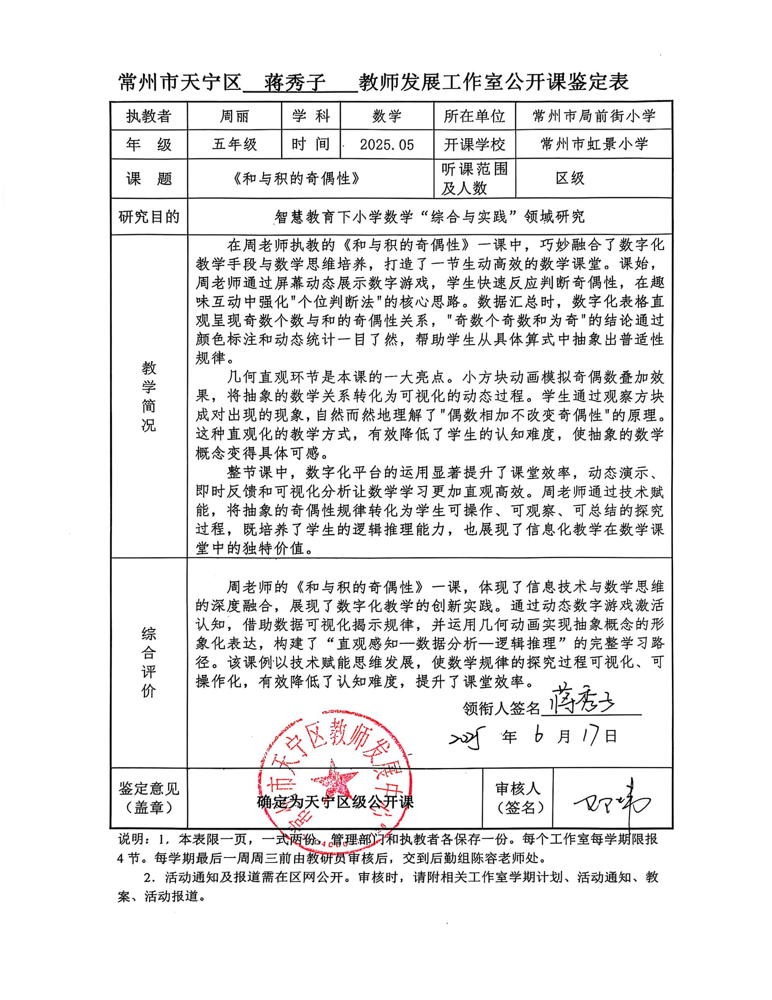 常州市天宁区 蒋秀子 教师发展工作室公开课鉴定表
执教者 周丽 学 科 数学 所在单位 常州市局前街小学
年 级 五年级 时 间 2025.05 开课学校 常州市虹景小学
课 题 《和与积的奇偶性》 听课范围及人数 区级
研究目的 智慧教育下小学数学“综合与实践”领域研究
教学简况
在周老师执教的《和与积的奇偶性》一课中，巧妙融合了数字化
教学手段与数学思维培养，打造了一节生动高效的数学课堂。课始，
周老师通过屏幕动态展示数字游戏，学生快速反应判断奇偶性，在趣
味互动中强化"个位判断法"的核心思路。数据汇总时，数字化表格直
观呈现奇数个数与和的奇偶性关系，"奇数个奇数和为奇"的结论通过
颜色标注和动态统计一目了然，帮助学生从具体算式中抽象出普适性
规律。
几何直观环节是本课的一大亮点。小方块动画模拟奇偶数叠加效
果，将抽象的数学关系转化为可视化的动态过程。学生通过观察方块
成对出现的现象，自然而然地理解了"偶数相加不改变奇偶性"的原理。
这种直观化的教学方式，有效降低了学生的认知难度，使抽象的数学
概念变得具体可感。
整节课中，数字化平台的运用显著提升了课堂效率，动态演示、
即时反馈和可视化分析让数学学习更加直观高效。周老师通过技术赋
能，将抽象的奇偶性规律转化为学生可操作、可观察、可总结的探究
过程，既培养了学生的逻辑推理能力，也展现了信息化教学在数学课
堂中的独特价值。
综合评价
周老师的《和与积的奇偶性》一课，体现了信息技术与数学思维
的深度融合，展现了数字化教学的创新实践。通过动态数字游戏激活
认知，借助数据可视化揭示规律，并运用几何动画实现抽象概念的形
象化表达，构建了“直观感知—数据分析—逻辑推理”的完整学习路
径。该课例以技术赋能思维发展，使数学规律的探究过程可视化、可
操作化，有效降低了认知难度，提升了课堂效率。
领衔人签名 蒋秀子
2025 年 6 月 17 日
常州市天宁区教师发展中心
鉴定意见（盖章） 确定为天宁区级公开课 审核人（签名）
说明：1．本表限一页，一式两份，管理部门和执教者各保存一份。每个工作室每学期限报
4 节。每学期最后一周周三前由教研员审核后，交到后勤组陈容老师处。
2．活动通知及报道需在区网公开。审核时，请附相关工作室学期计划、活动通知、教
案、活动报道。